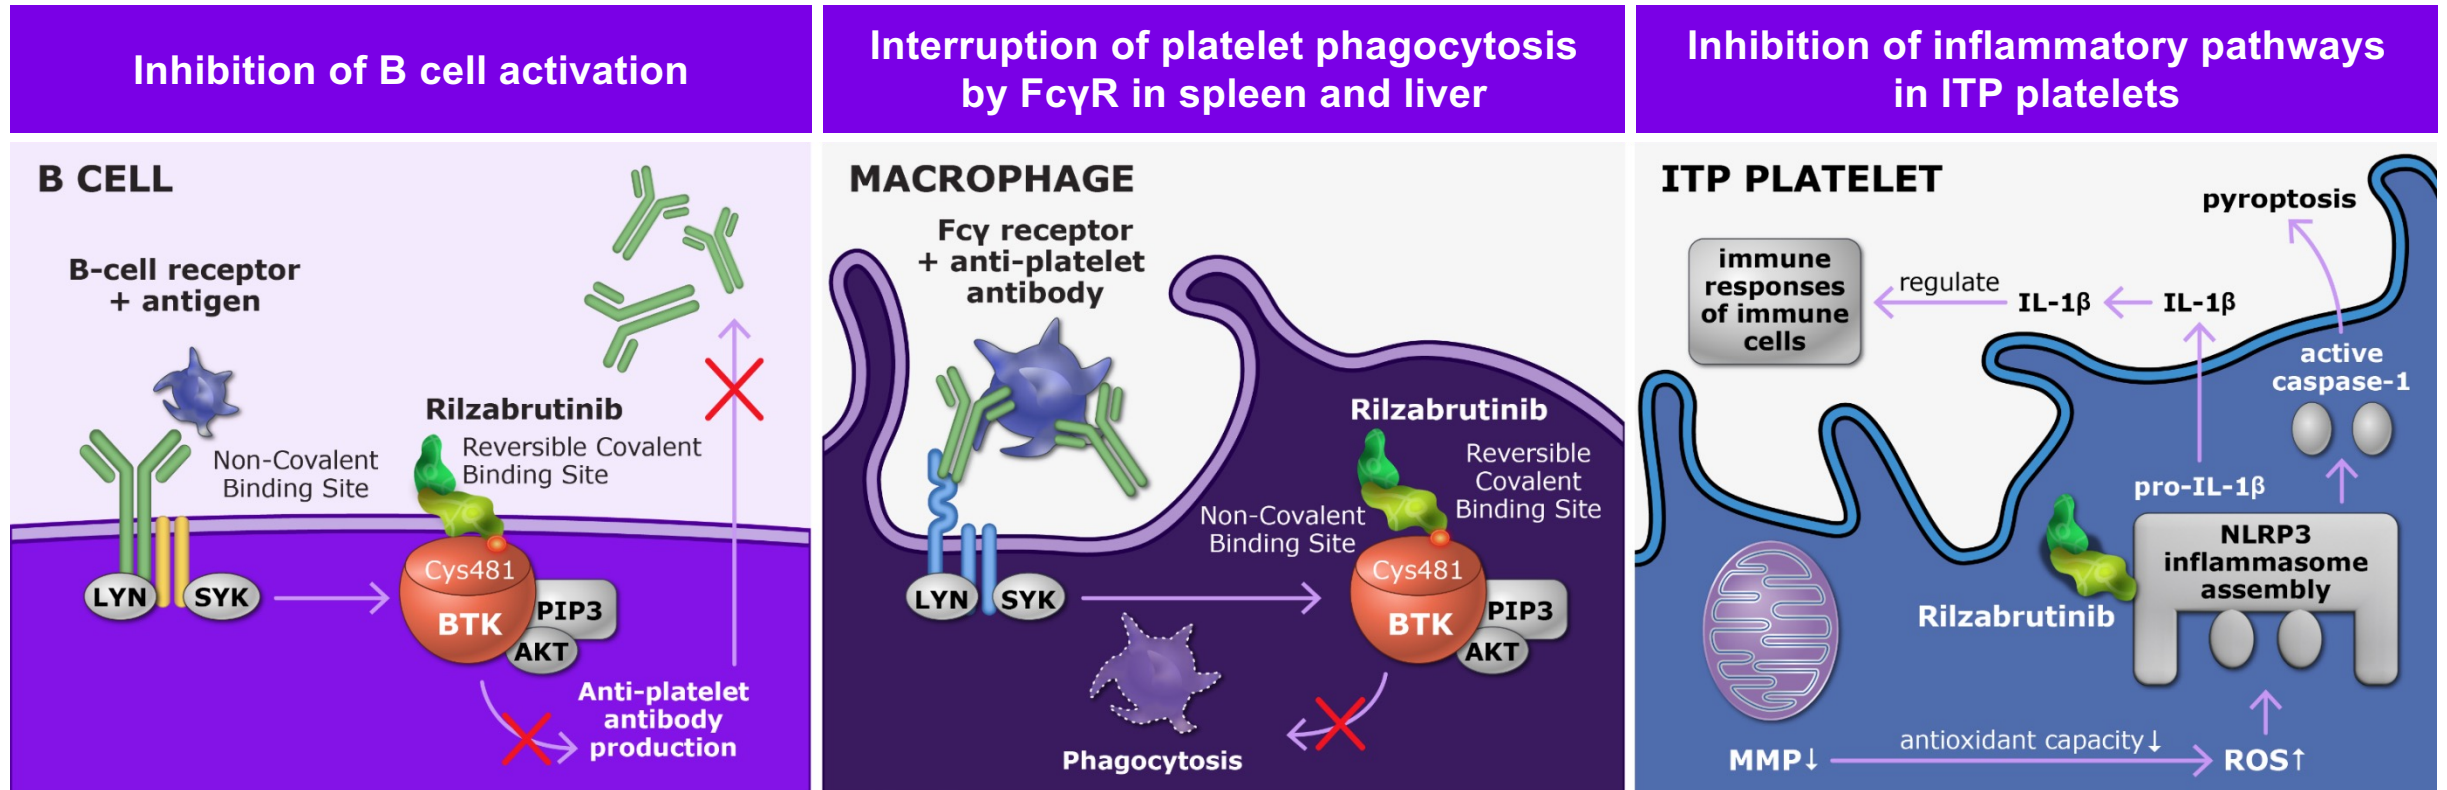 Inhibition of B cell activation
B CELL
B-cell receptor
+ antigen
Rilzabrutinib
Non-Covalent
Binding Site
Reversible Covalent
Binding Site
LYN
SYK
Cys481
BTK
PIP3
AKT
Anti-platelet
antibody
production
Interruption of platelet phagocytosis
by FcγR in spleen and liver
MACROPHAGE
Fcγ receptor
+ anti-platelet
antibody
Rilzabrutinib
Reversible
Covalent
Binding Site
Non-Covalent
Binding Site
LYN
SYK
Cys481
BTK
PIP3
AKT
Phagocytosis
Inhibition of inflammatory pathways
in ITP platelets
ITP PLATELET
pyroptosis
immune
responses
of immune
cells
regulate
IL-1β
IL-1β
active
caspase-1
pro-IL-1β
NLRP3
inflammasome
assembly
Rilzabrutinib
MMP↓
antioxidant capacity↓
ROS↑